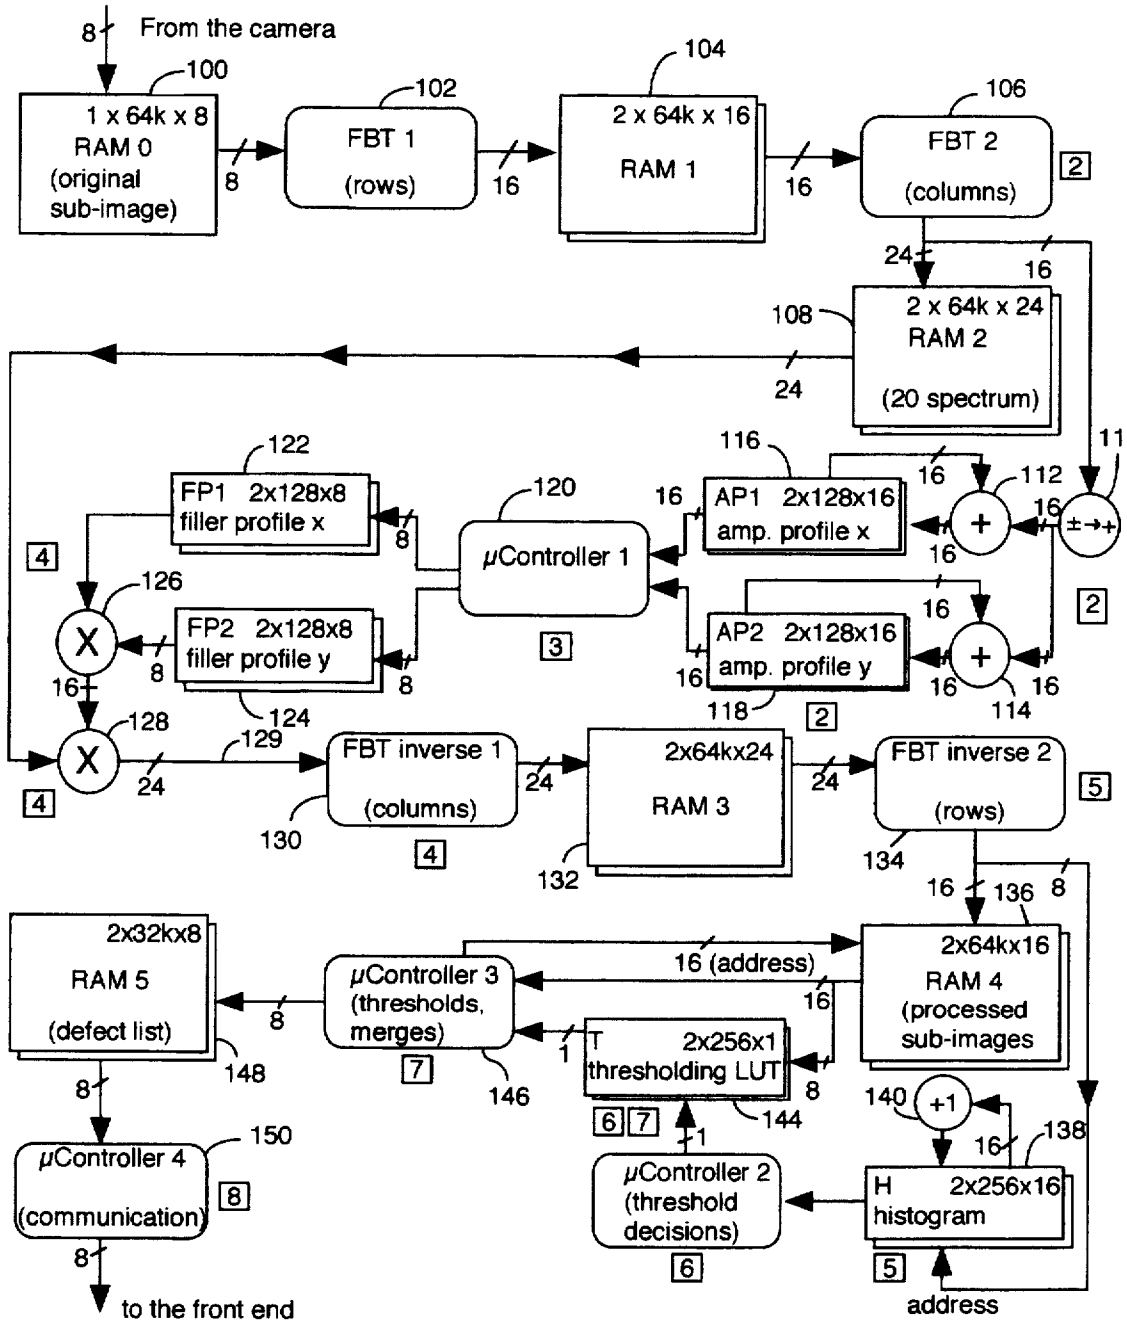 8 From the camera
100
1 x 64k x 8
RAM 0
(original
sub-image)
8
102
FBT 1
(rows)
16
104
2 x 64k x 16
RAM 1
16
106
FBT 2
(columns)
2
24
16
108
2 x 64k x 24
RAM 2
(20 spectrum)
24
122
FP1 2x128x8
filler profile x
8
120
µController 1
3
116
16
AP1 2x128x16
amp. profile x
16
112
+
16
16
11
±→+
2
4
126
X
FP2 2x128x8
filler profile y
8
8
124
16
AP2 2x128x16
amp. profile y
118
2
16
+
16
16
114
16
128
X
4
24
129
FBT inverse 1
(columns)
130
4
24
2x64kx24
RAM 3
132
24
FBT inverse 2
(rows)
134
5
16
8
136
2x64kx16
RAM 4
(processed
sub-images
16 (address)
16
µController 3
(thresholds,
merges)
7
146
8
2x32kx8
RAM 5
(defect list)
148
8
1
T 2x256x1
thresholding LUT
8
6 7
144
1
µController 2
(threshold
decisions)
6
140
+1
16
138
H 2x256x16
histogram
5
address
150
µController 4
(communication)
8
8
to the front end